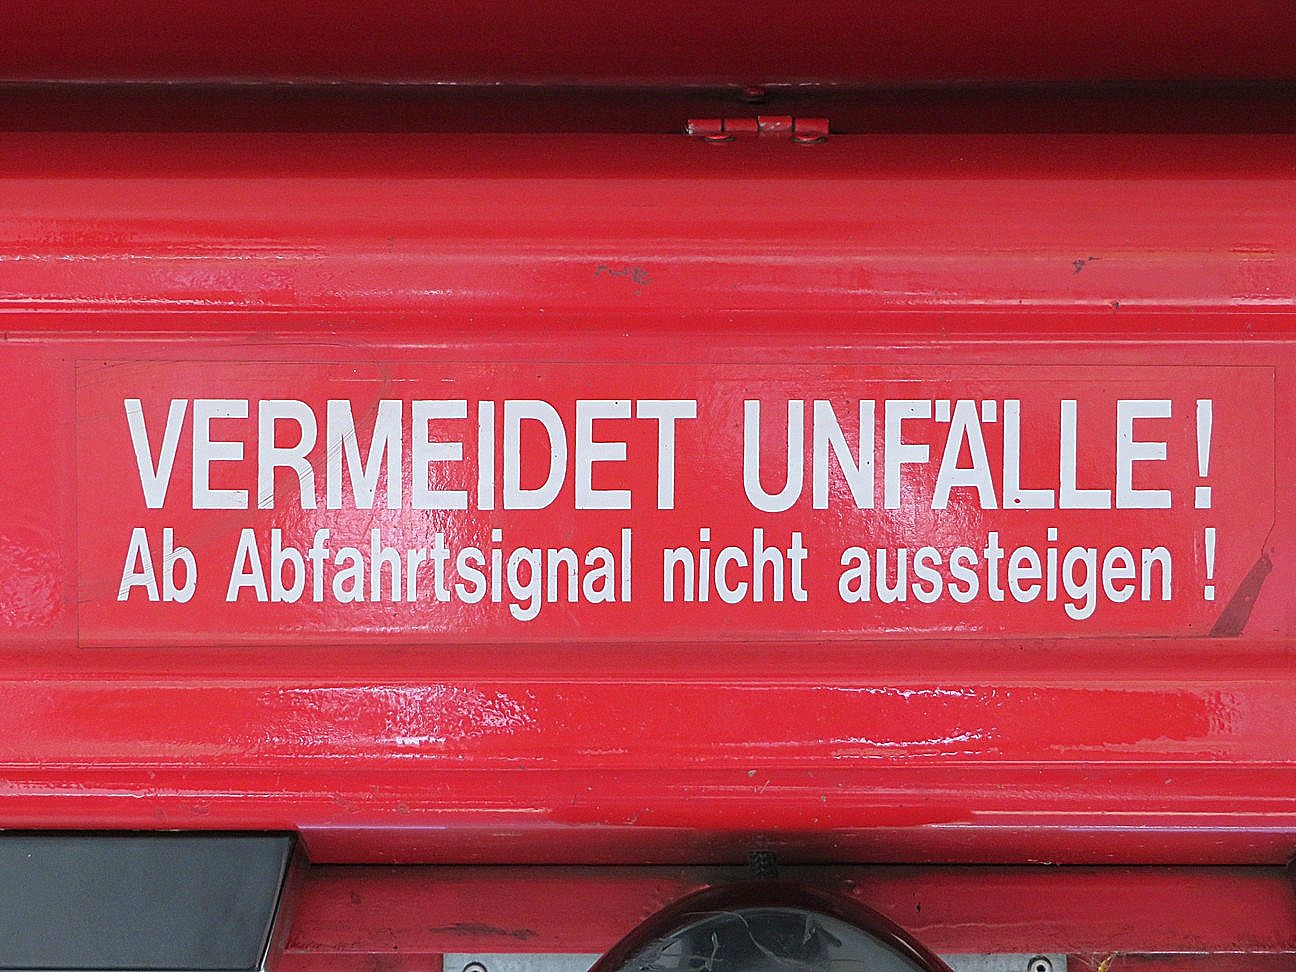 VERMEIDET UNFÄLLE!
Ab Abfahrtsignal nicht aussteigen !